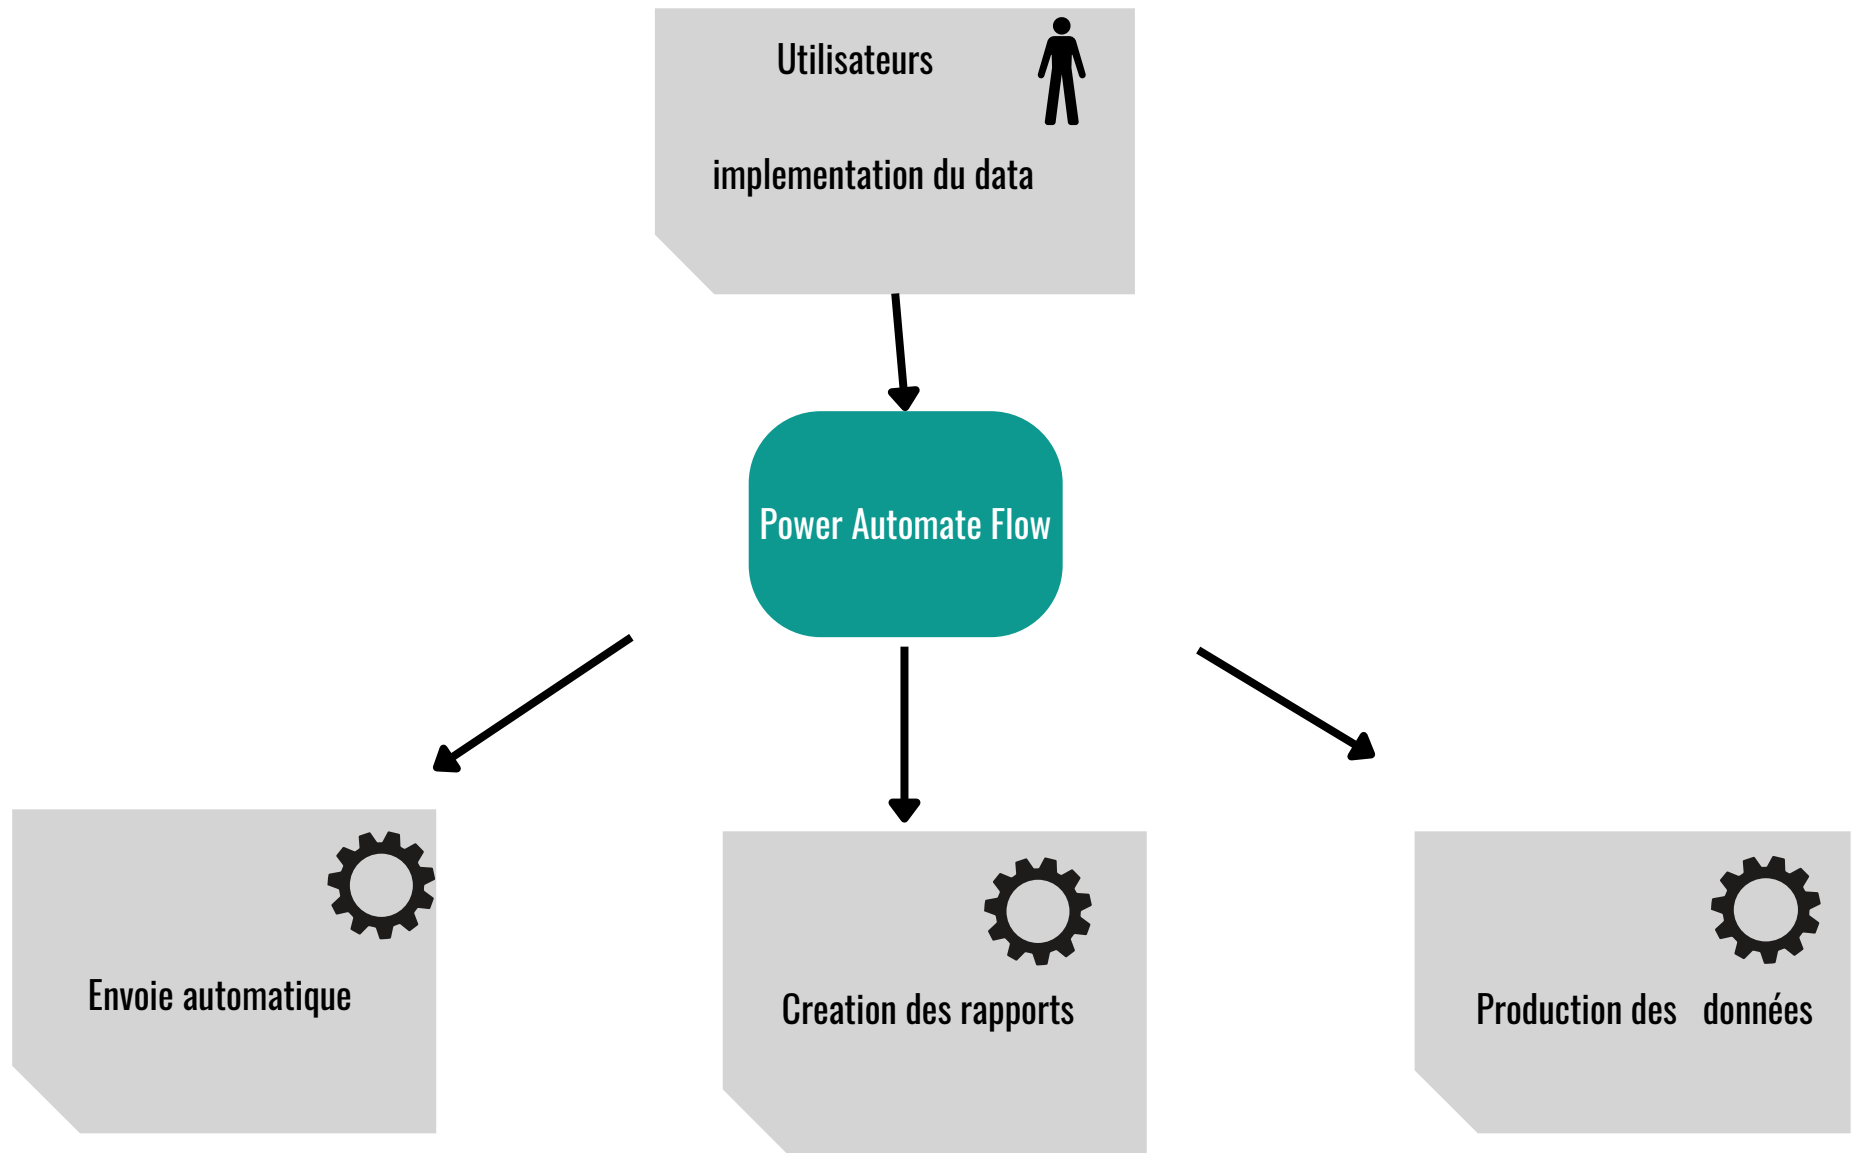 Utilisateurs
implementation du data
Power Automate Flow
Envoie automatique
Creation des rapports
Production des données